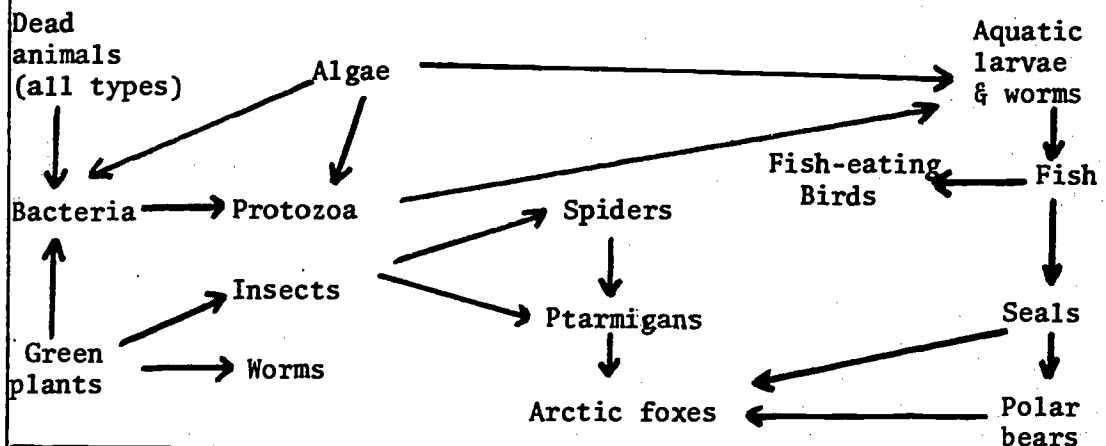 Dead
animals
(all types)
Algae
Aquatic
larvae
& worms
Fish-eating
Birds
Fish
Bacteria
Protozoa
Spiders
Insects
Ptarmigans
Seals
Green
plants
Worms
Arctic foxes
Polar
bears